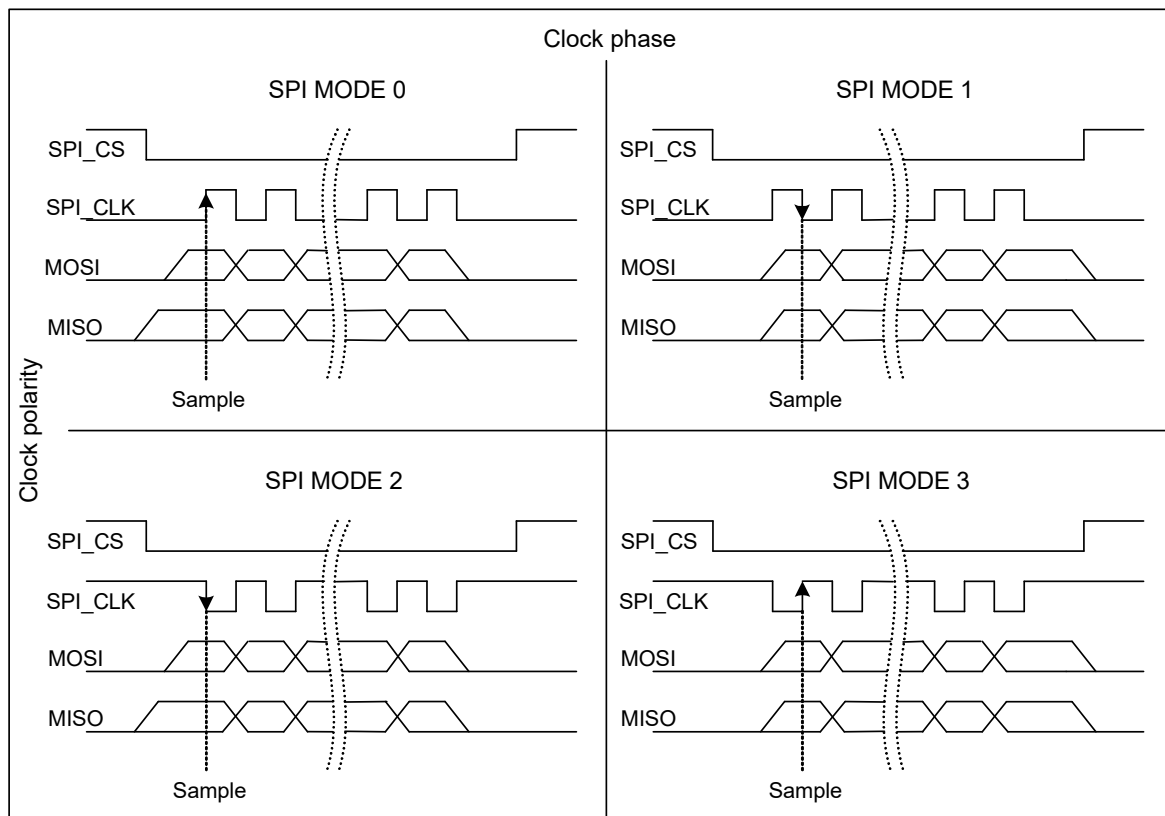 Clock phase
Clock polarity
SPI MODE 0
SPI_CS
SPI_CLK
MOSI
MISO
Sample
SPI MODE 1
SPI_CS
SPI_CLK
MOSI
MISO
Sample
SPI MODE 2
SPI_CS
SPI_CLK
MOSI
MISO
Sample
SPI MODE 3
SPI_CS
SPI_CLK
MOSI
MISO
Sample